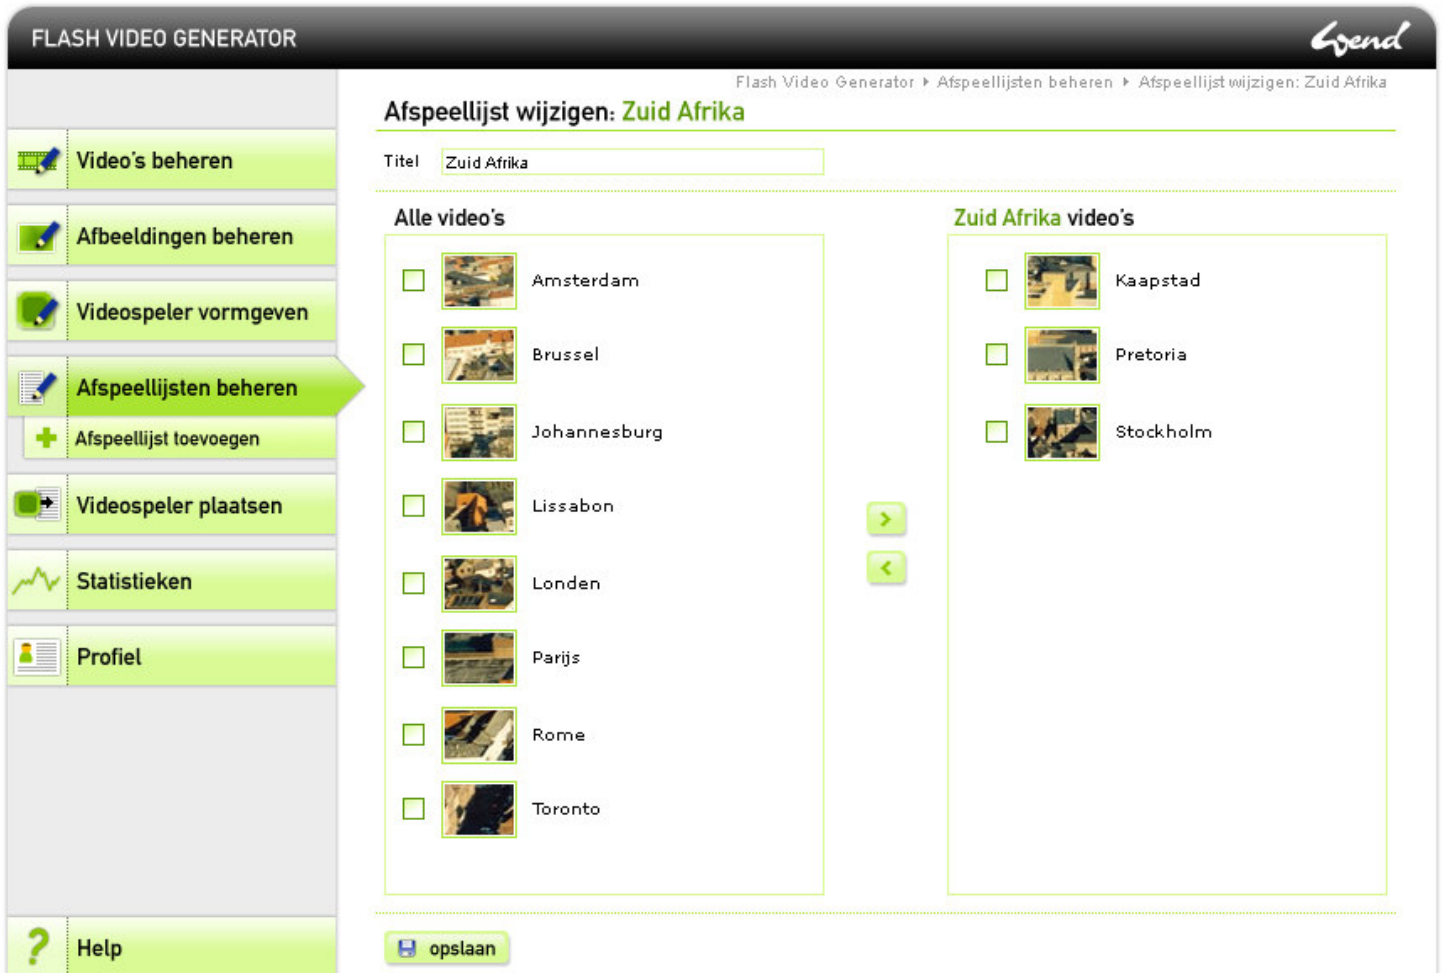 FLASH VIDEO GENERATOR
Wend
Flash Video Generator ▸ Afspeellijsten beheren ▸ Afspeellijst wijzigen: Zuid Afrika
Afspeellijst wijzigen: Zuid Afrika
Titel Zuid Afrika
Video's beheren
Afbeeldingen beheren
Videospeler vormgeven
Afspeellijsten beheren
Afspeellijst toevoegen
Videospeler plaatsen
Statistieken
Profiel
Help
Alle video's
Amsterdam
Brussel
Johannesburg
Lissabon
Londen
Parijs
Rome
Toronto
Zuid Afrika video's
Kaapstad
Pretoria
Stockholm
opslaan